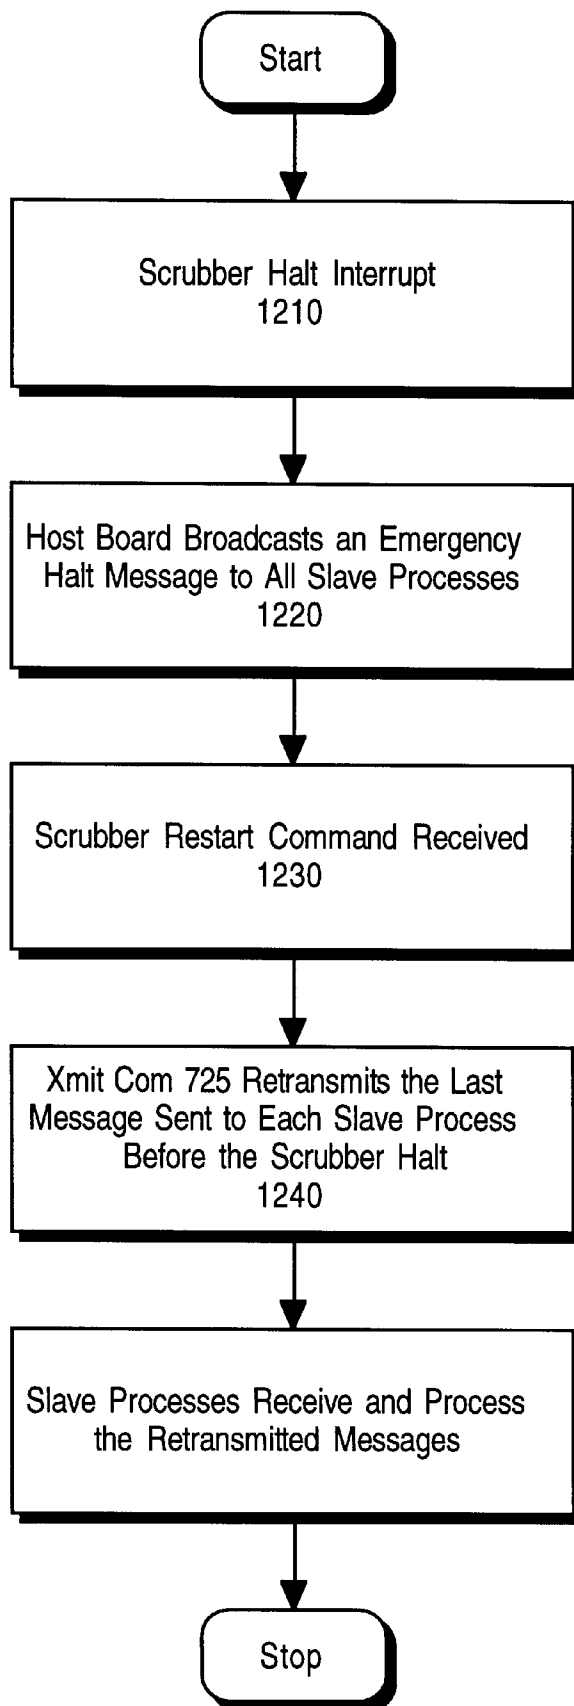 Start
Scrubber Halt Interrupt
1210
Host Board Broadcasts an Emergency
Halt Message to All Slave Processes
1220
Scrubber Restart Command Received
1230
Xmit Com 725 Retransmits the Last
Message Sent to Each Slave Process
Before the Scrubber Halt
1240
Slave Processes Receive and Process
the Retransmitted Messages
Stop